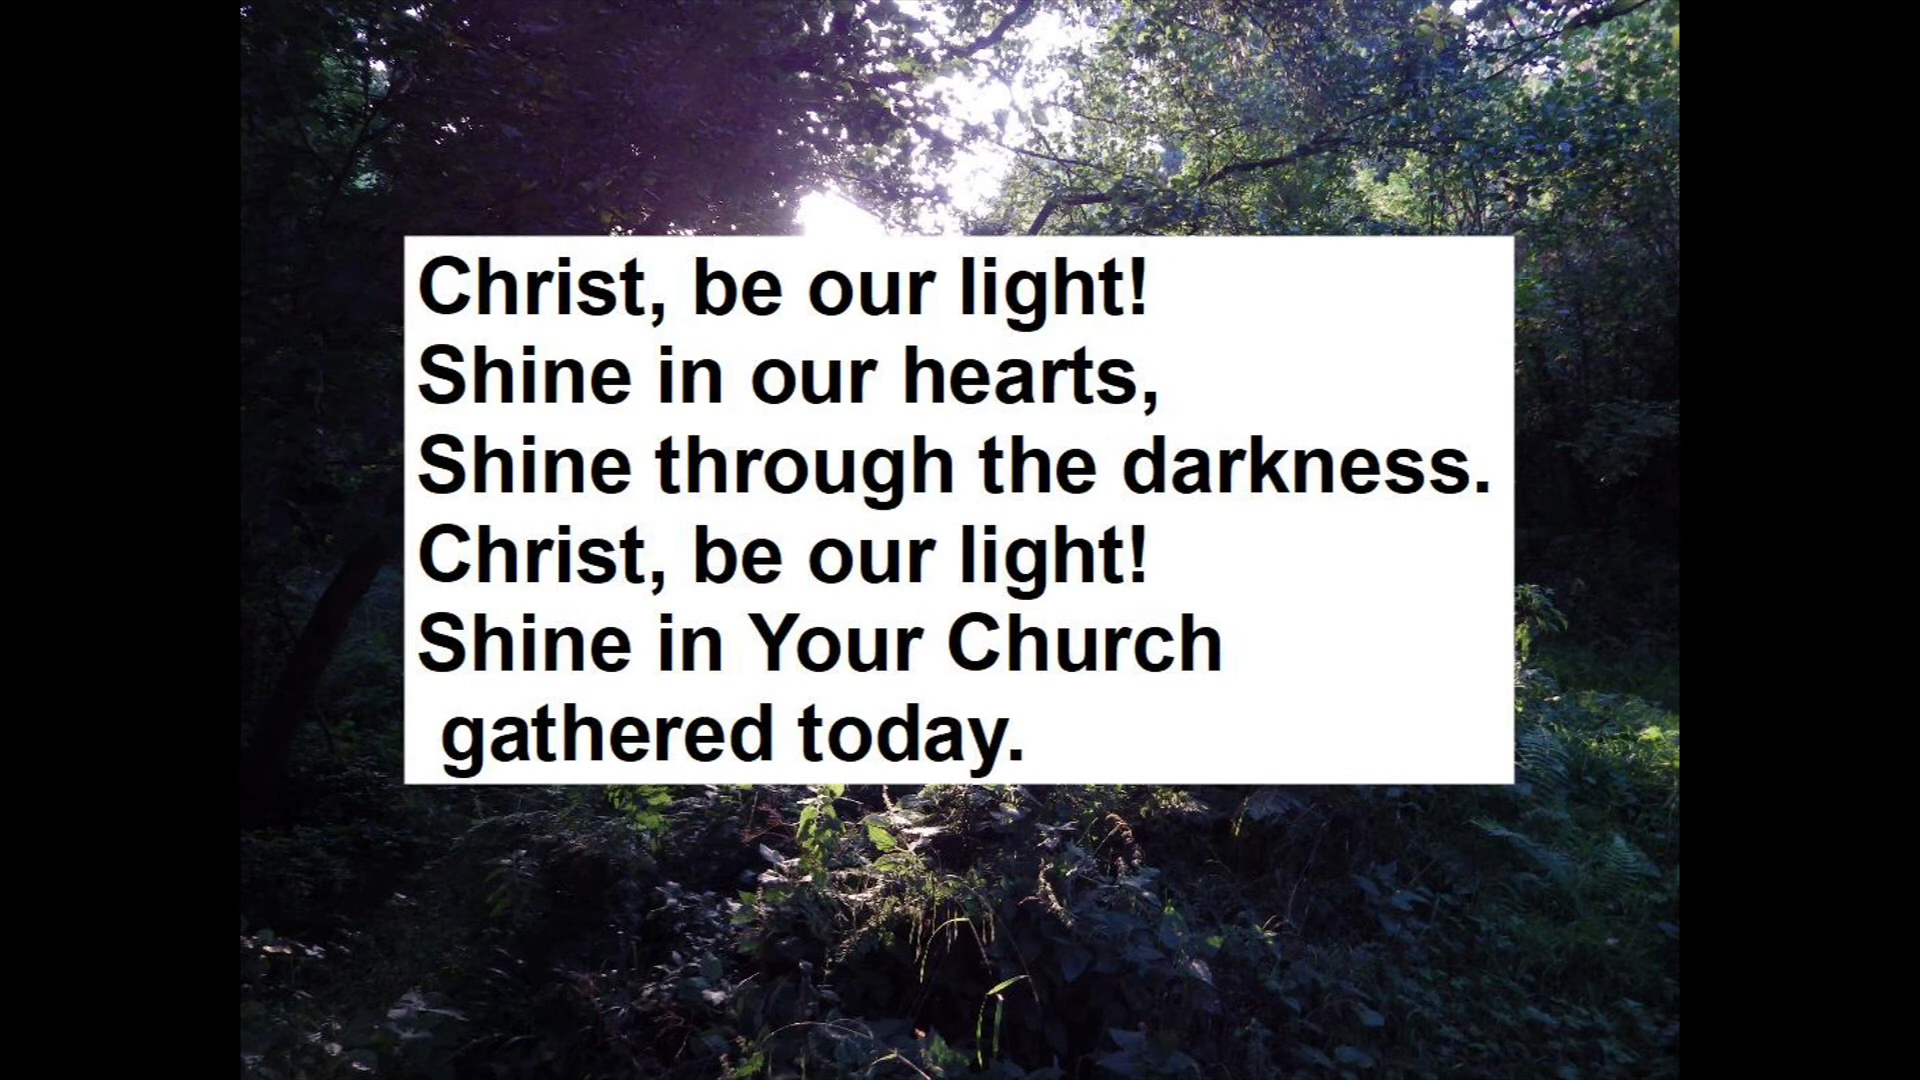 Christ, be our light!
Shine in our hearts,
Shine through the darkness.
Christ, be our light!
Shine in Your Church
gathered today.